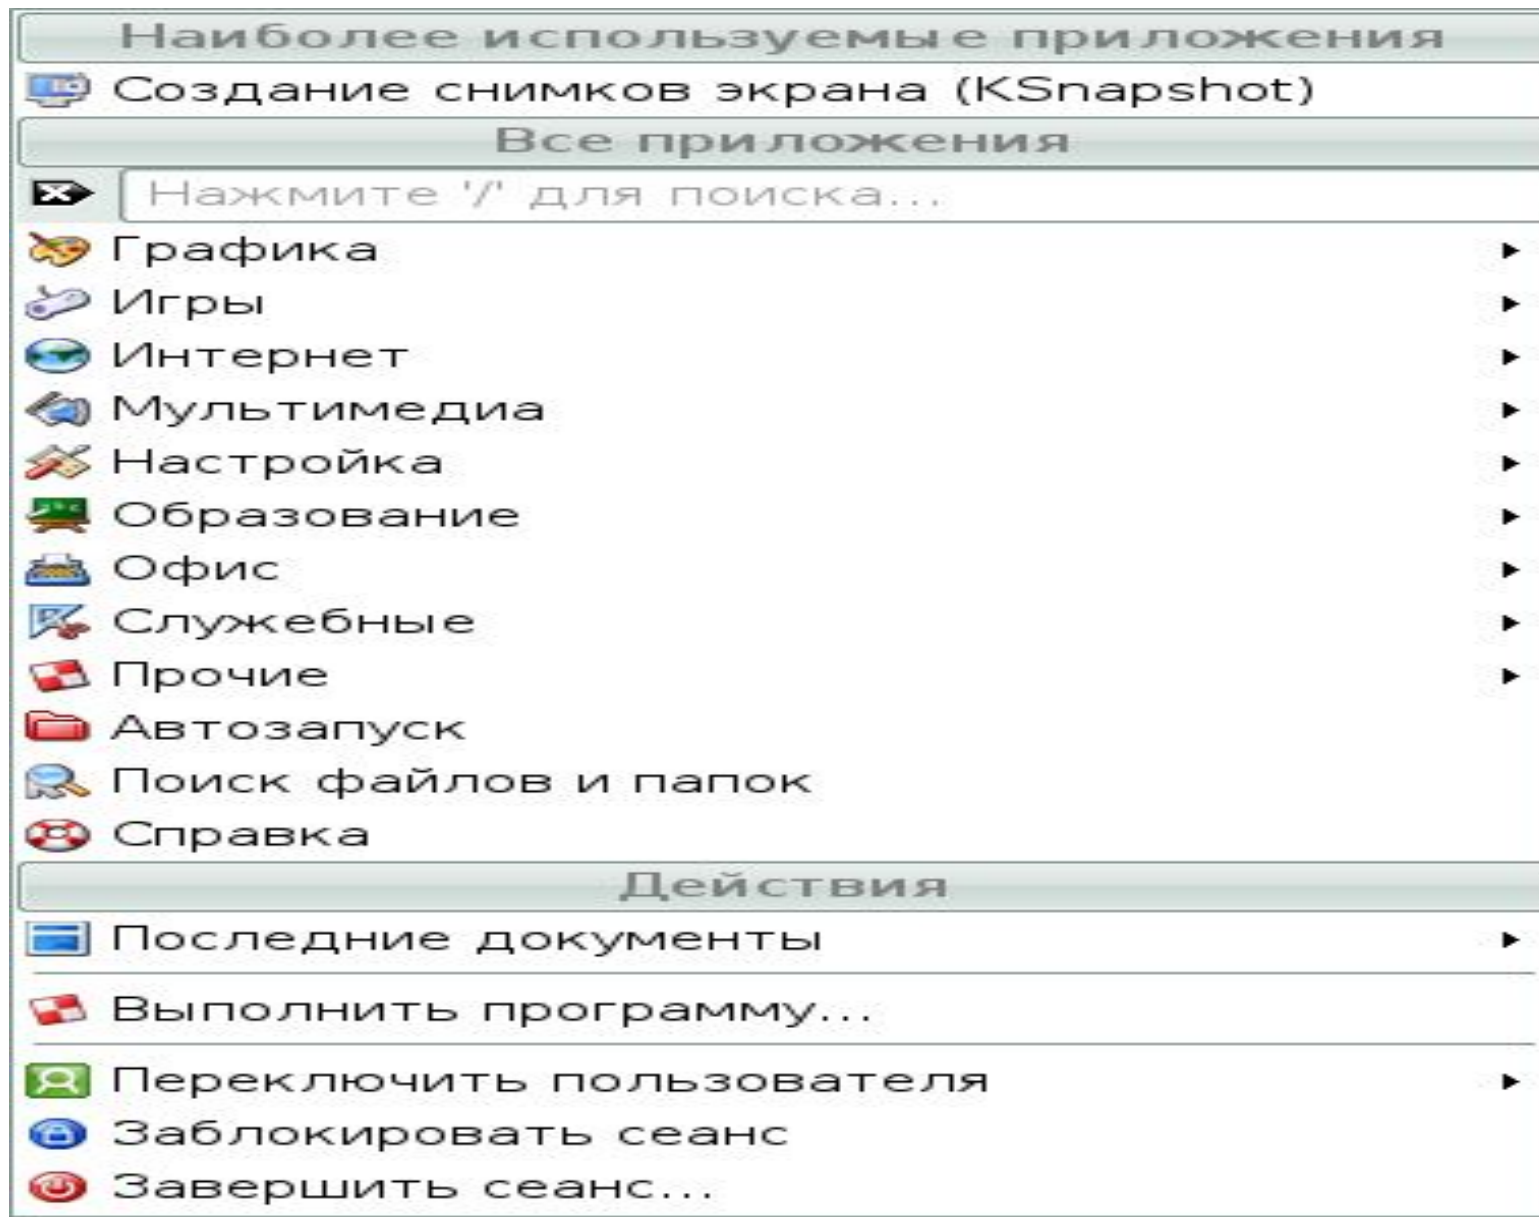 Наиболее используемые приложения
Создание снимков экрана (KSnapshot)
Все приложения
Нажмите '/' для поиска...
Графика
Игры
Интернет
Мультимедиа
Настройка
Образование
Офис
Служебные
Прочие
Автозапуск
Поиск файлов и папок
Справка
Действия
Последние документы
Выполнить программу...
Переключить пользователя
Заблокировать сеанс
Завершить сеанс...